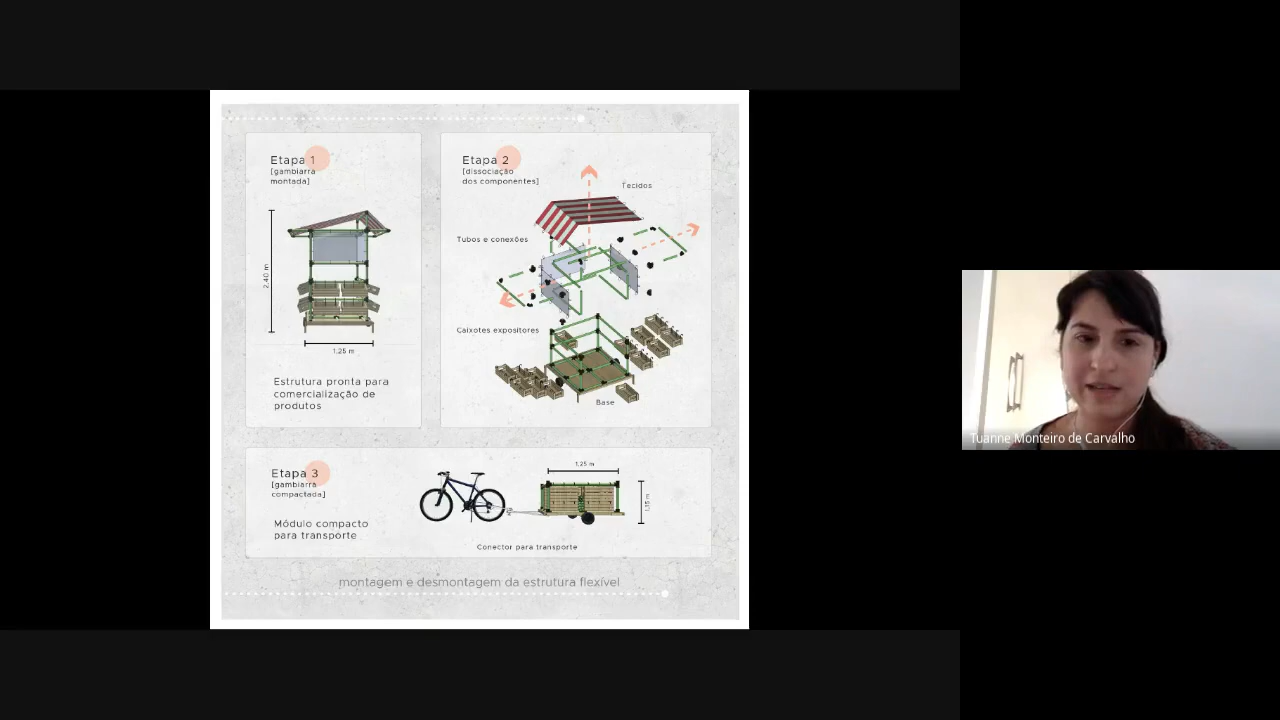 Etapa 1
[gambiarra
montada]
2,40 m
1,25 m
Estrutura pronta para
comercialização de
produtos
Etapa 2
[dissociação
dos componentes]
Tecidos
Tubos e conexões
Caixotes expositores
Base
Etapa 3
[gambiarra
compactada]
Módulo compacto
para transporte
1,25 m
1,15 m
Conector para transporte
montagem e desmontagem da estrutura flexível
Tuanne Monteiro de Carvalho